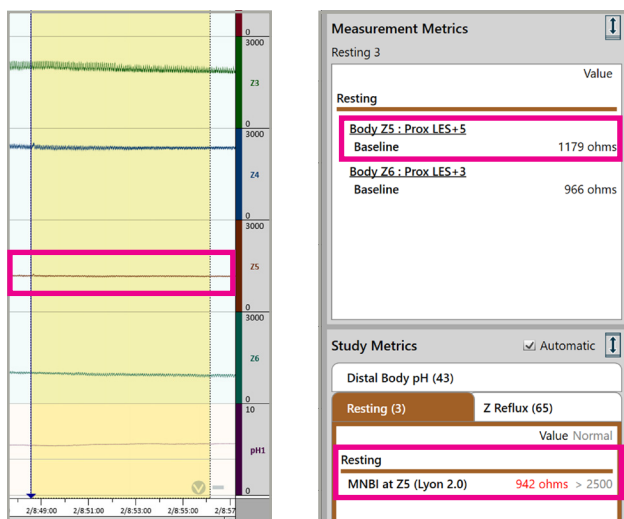 0
3000
Z3
0
3000
Z4
0
3000
Z5
0
3000
Z6
0
10
pH1
0
2/8:49:00 2/8:51:00 2/8:53:00 2/8:55:00 2/8:57
Measurement Metrics
Resting 3
Value
Resting
Body Z5 : Prox LES+5
Baseline 1179 ohms
Body Z6 : Prox LES+3
Baseline 966 ohms
Study Metrics Automatic
Distal Body pH (43)
Resting (3) Z Reflux (65)
Value Normal
Resting
MNBI at Z5 (Lyon 2.0) 942 ohms > 2500